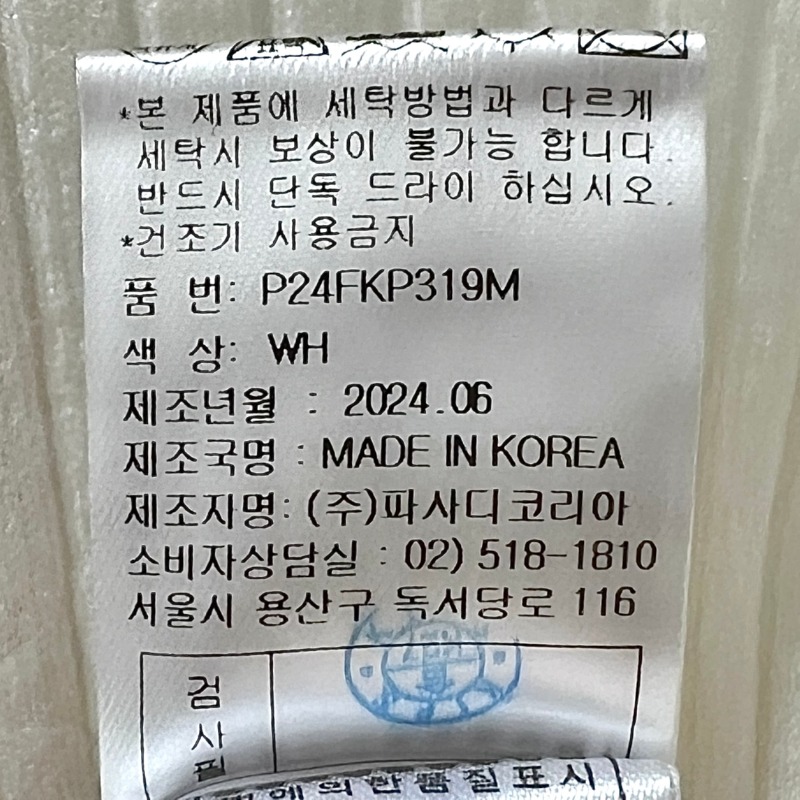 *본 제품에 세탁방법과 다르게
세탁시 보상이 불가능 합니다.
반드시 단독 드라이 하십시오.
*건조기 사용금지
품 번: P24FKP319M
색 상: WH
제조년월 : 2024.06
제조국명 : MADE IN KOREA
제조자명: (주)파사디코리아
소비자상담실 : 02) 518-1810
서울시 용산구 독서당로 116
검
사
필
품질표시